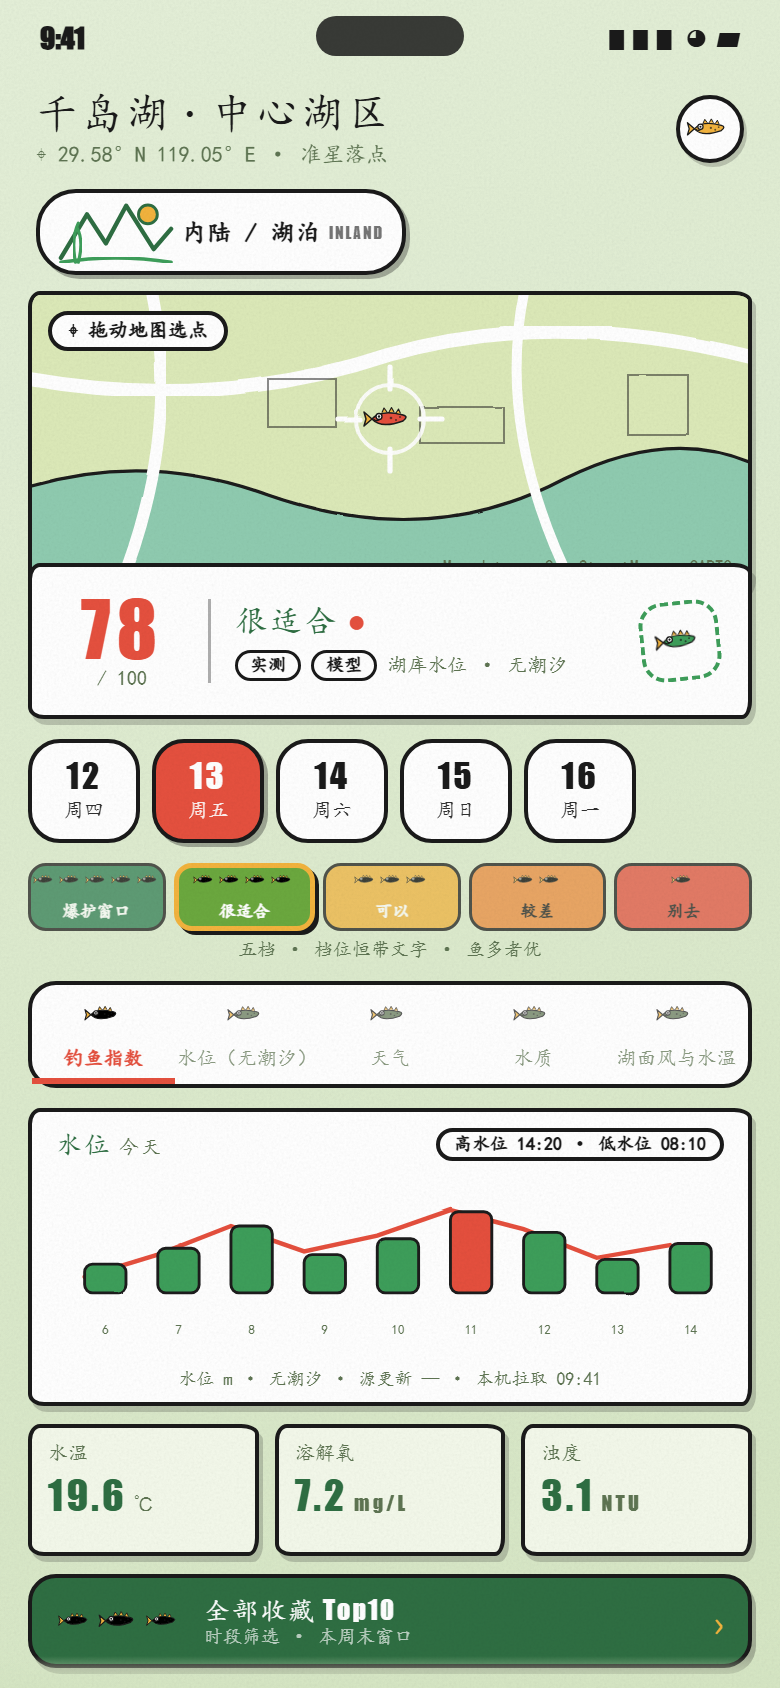 9:41
千岛湖·中心湖区
⌖ 29.58° N 119.05° E • 准星落点
内陆 / 湖泊 INLAND
⌖ 拖动地图选点
78
/ 100
很适合
实测 模型 湖库水位 • 无潮汐
12 13 14 15 16
周四 周五 周六 周日 周一
爆护窗口 很适合 可以 较差 别去
五档 • 档位恒带文字 • 鱼多者优
钓鱼指数 水位（无潮汐） 天气 水质 湖面风与水温
水位 今天 高水位 14:20 • 低水位 08:10
6 7 8 9 10 11 12 13 14
水位 m • 无潮汐 • 源更新 — • 本机拉取 09:41
水温 溶解氧 浊度
19.6 °C 7.2 mg/L 3.1 NTU
全部收藏 Top10
时段筛选 • 本周末窗口 ›